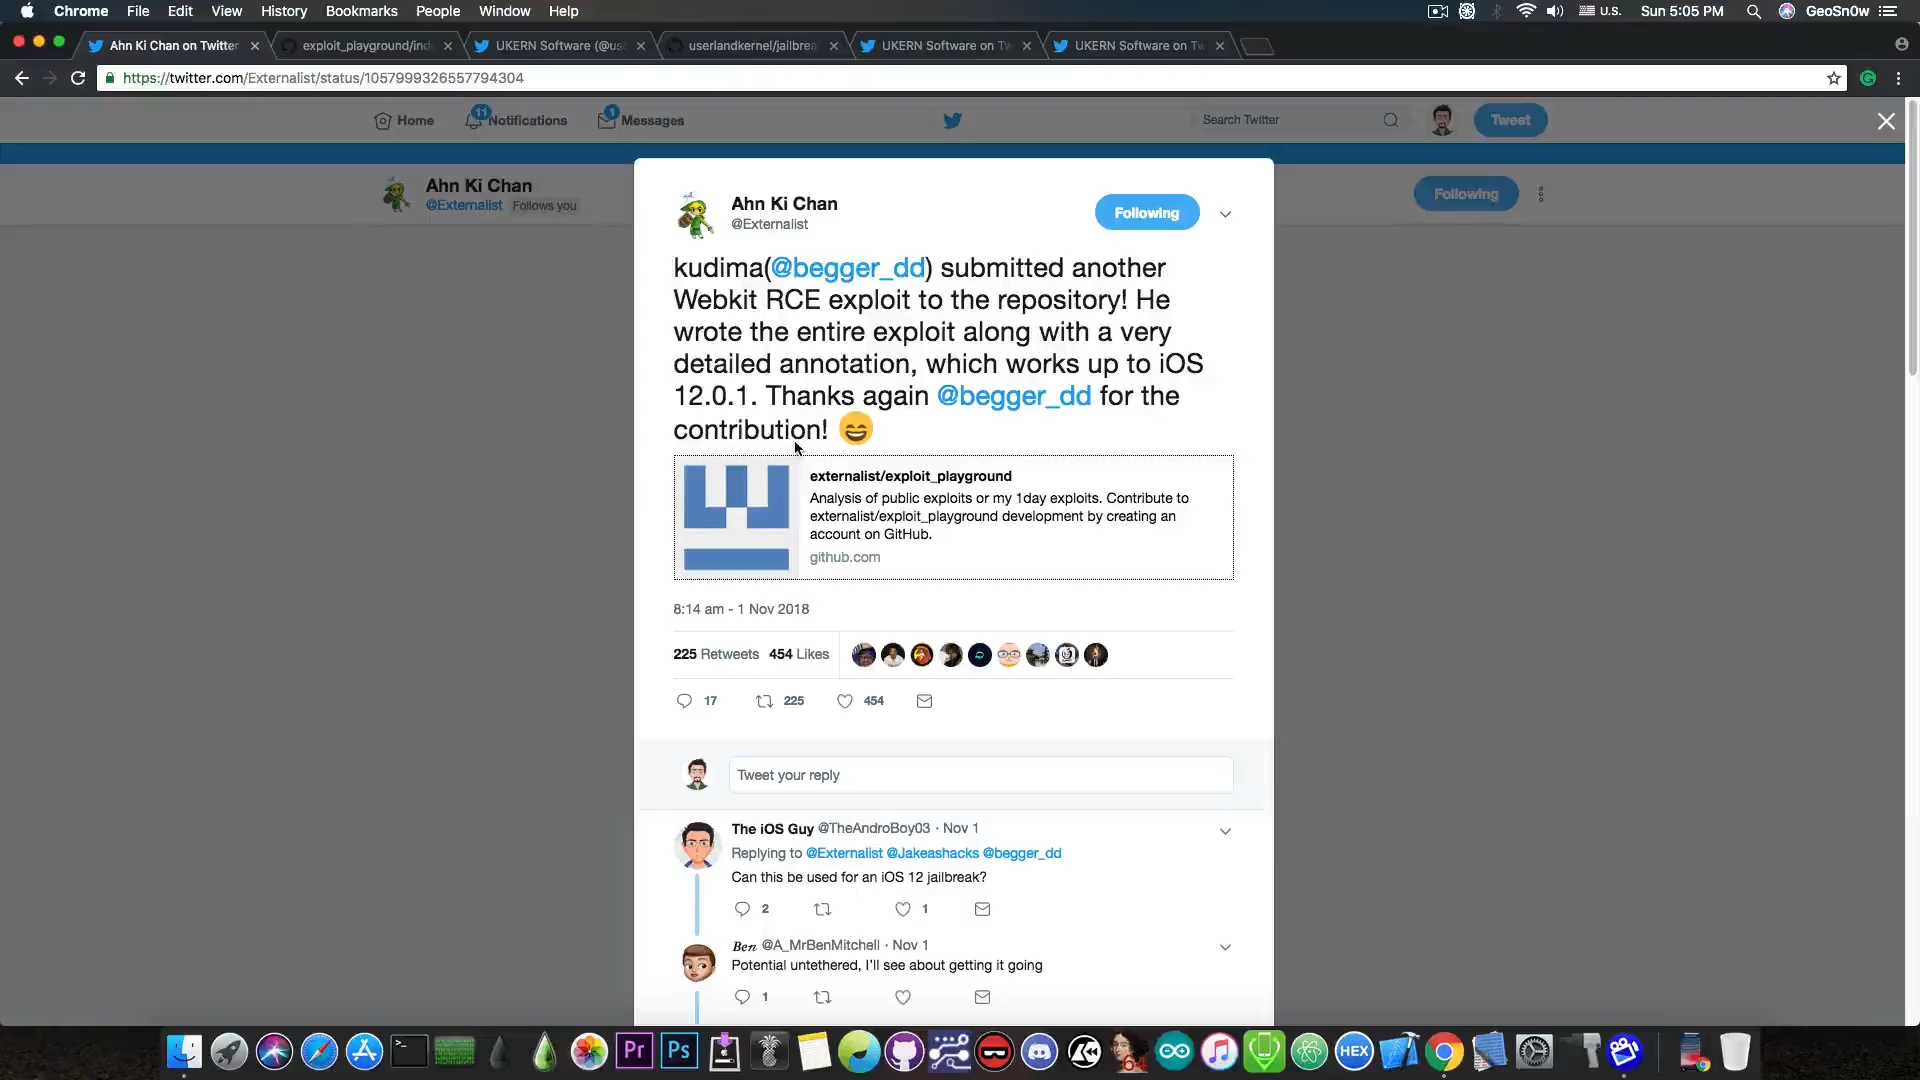 Chrome File Edit View History Bookmarks People Window Help U.S. Sun 5:05 PM GeoSn0w
Ahn Ki Chan on Twitter exploit_playground/ind UKERN Software (@us userlandkernel/jailbrea UKERN Software on Tw UKERN Software on Tw
https://twitter.com/Externalist/status/1057999326557794304
Home 11 Notifications 1 Messages Search Twitter Tweet
Ahn Ki Chan
@Externalist Follows you
Following
Ahn Ki Chan
@Externalist
Following
kudima(@begger_dd) submitted another
Webkit RCE exploit to the repository! He
wrote the entire exploit along with a very
detailed annotation, which works up to iOS
12.0.1. Thanks again @begger_dd for the
contribution! 😄
externalist/exploit_playground
Analysis of public exploits or my 1day exploits. Contribute to
externalist/exploit_playground development by creating an
account on GitHub.
github.com
8:14 am - 1 Nov 2018
225 Retweets 454 Likes
17 225 454
Tweet your reply
The iOS Guy @TheAndroBoy03 · Nov 1
Replying to @Externalist @Jakeashacks @begger_dd
Can this be used for an iOS 12 jailbreak?
2 1
Ben @A_MrBenMitchell · Nov 1
Potential untethered, I'll see about getting it going
1
Pr Ps 64 HEX